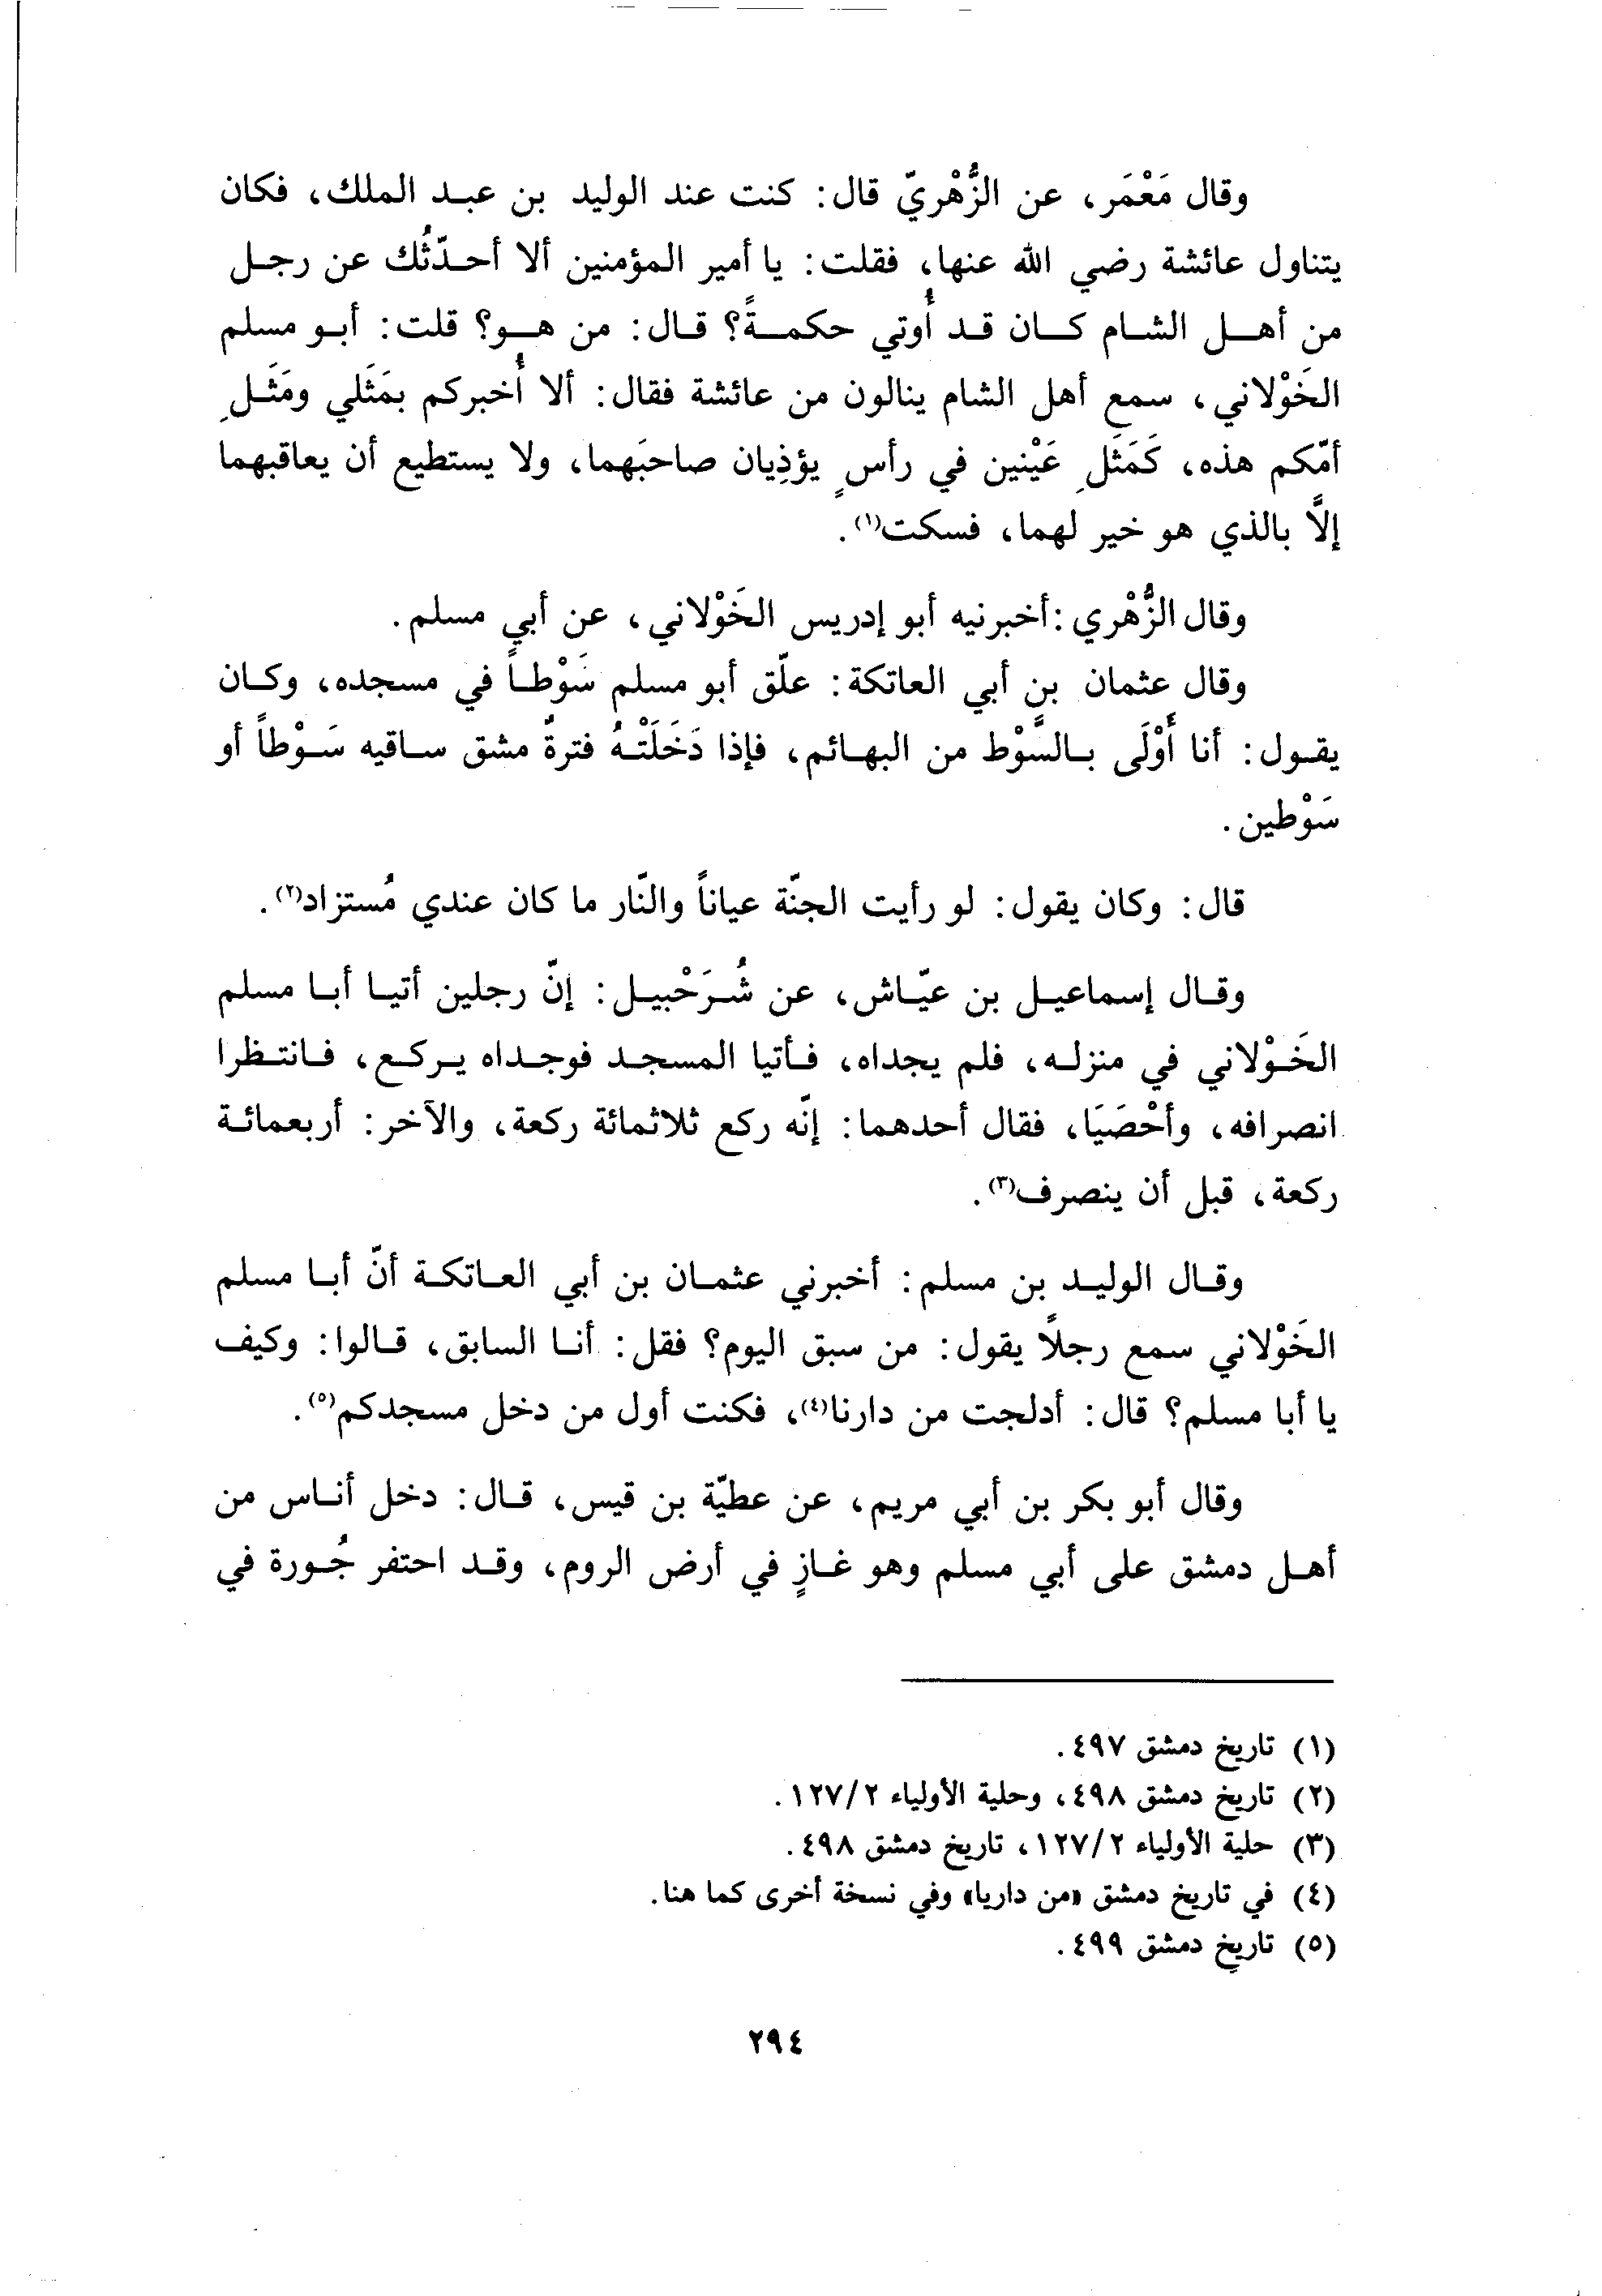 وقال مَعْمَر، عن الزُّهْريّ قال: كنت عند الوليد بن عبد الملك، فكان
يتناول عائشة رضي الله عنها، فقلت: يا أمير المؤمنين ألا أحدّثُك عن رجل
من أهل الشام كان قد أُوتي حكمةً؟ قال: من هو؟ قلت: أبو مسلم
الخَوْلاني، سمع أهل الشام ينالون من عائشة فقال: ألا أُخبركم بمَثَلي ومَثَلِ
أمّكم هذه، كَمَثَلِ عَيْنين في رأسٍ يؤذِيان صاحبَهما، ولا يستطيع أن يعاقبهما
إلاَّ بالذي هو خير لهما، فسكت(١).
وقال الزُّهْري: أخبرنيه أبو إدريس الخَوْلاني، عن أبي مسلم.
وقال عثمان بن أبي العاتكة: علّق أبو مسلم سَوْطاً في مسجده، وكان
يقول: أنا أَوْلَى بالسَّوْط من البهائم، فإذا دَخَلَتْهُ فترةٌ مشق ساقيه سَوْطاً أو
سَوْطين.
قال: وكان يقول: لو رأيت الجنّة عياناً والنّار ما كان عندي مُستزاد(٢).
وقال إسماعيل بن عيّاش، عن شُرَحْبيل: إنّ رجلين أتيا أبا مسلم
الخَوْلاني في منزله، فلم يجداه، فأتيا المسجد فوجداه يركع، فانتظرا
انصرافه، وأحْصَيَا، فقال أحدهما: إنّه ركع ثلاثمائة ركعة، والآخر: أربعمائة
ركعة، قبل أن ينصرف(٣).
وقال الوليد بن مسلم: أخبرني عثمان بن أبي العاتكة أنّ أبا مسلم
الخَوْلاني سمع رجلاً يقول: من سبق اليوم؟ فقل: أنا السابق، قالوا: وكيف
يا أبا مسلم؟ قال: أدلجت من دارنا(٤)، فكنت أول من دخل مسجدكم(٥).
وقال أبو بكر بن أبي مريم، عن عطيّة بن قيس، قال: دخل أناس من
أهل دمشق على أبي مسلم وهو غازٍ في أرض الروم، وقد احتفر جُورة في
(١) تاريخ دمشق ٤٩٧.
(٢) تاريخ دمشق ٤٩٨، وحلية الأولياء ٢/ ١٢٧.
(٣) حلية الأولياء ٢/ ١٢٧، تاريخ دمشق ٤٩٨.
(٤) في تاريخ دمشق «من داريا» وفي نسخة أخرى كما هنا.
(٥) تاريخ دمشق ٤٩٩.
٢٩٤